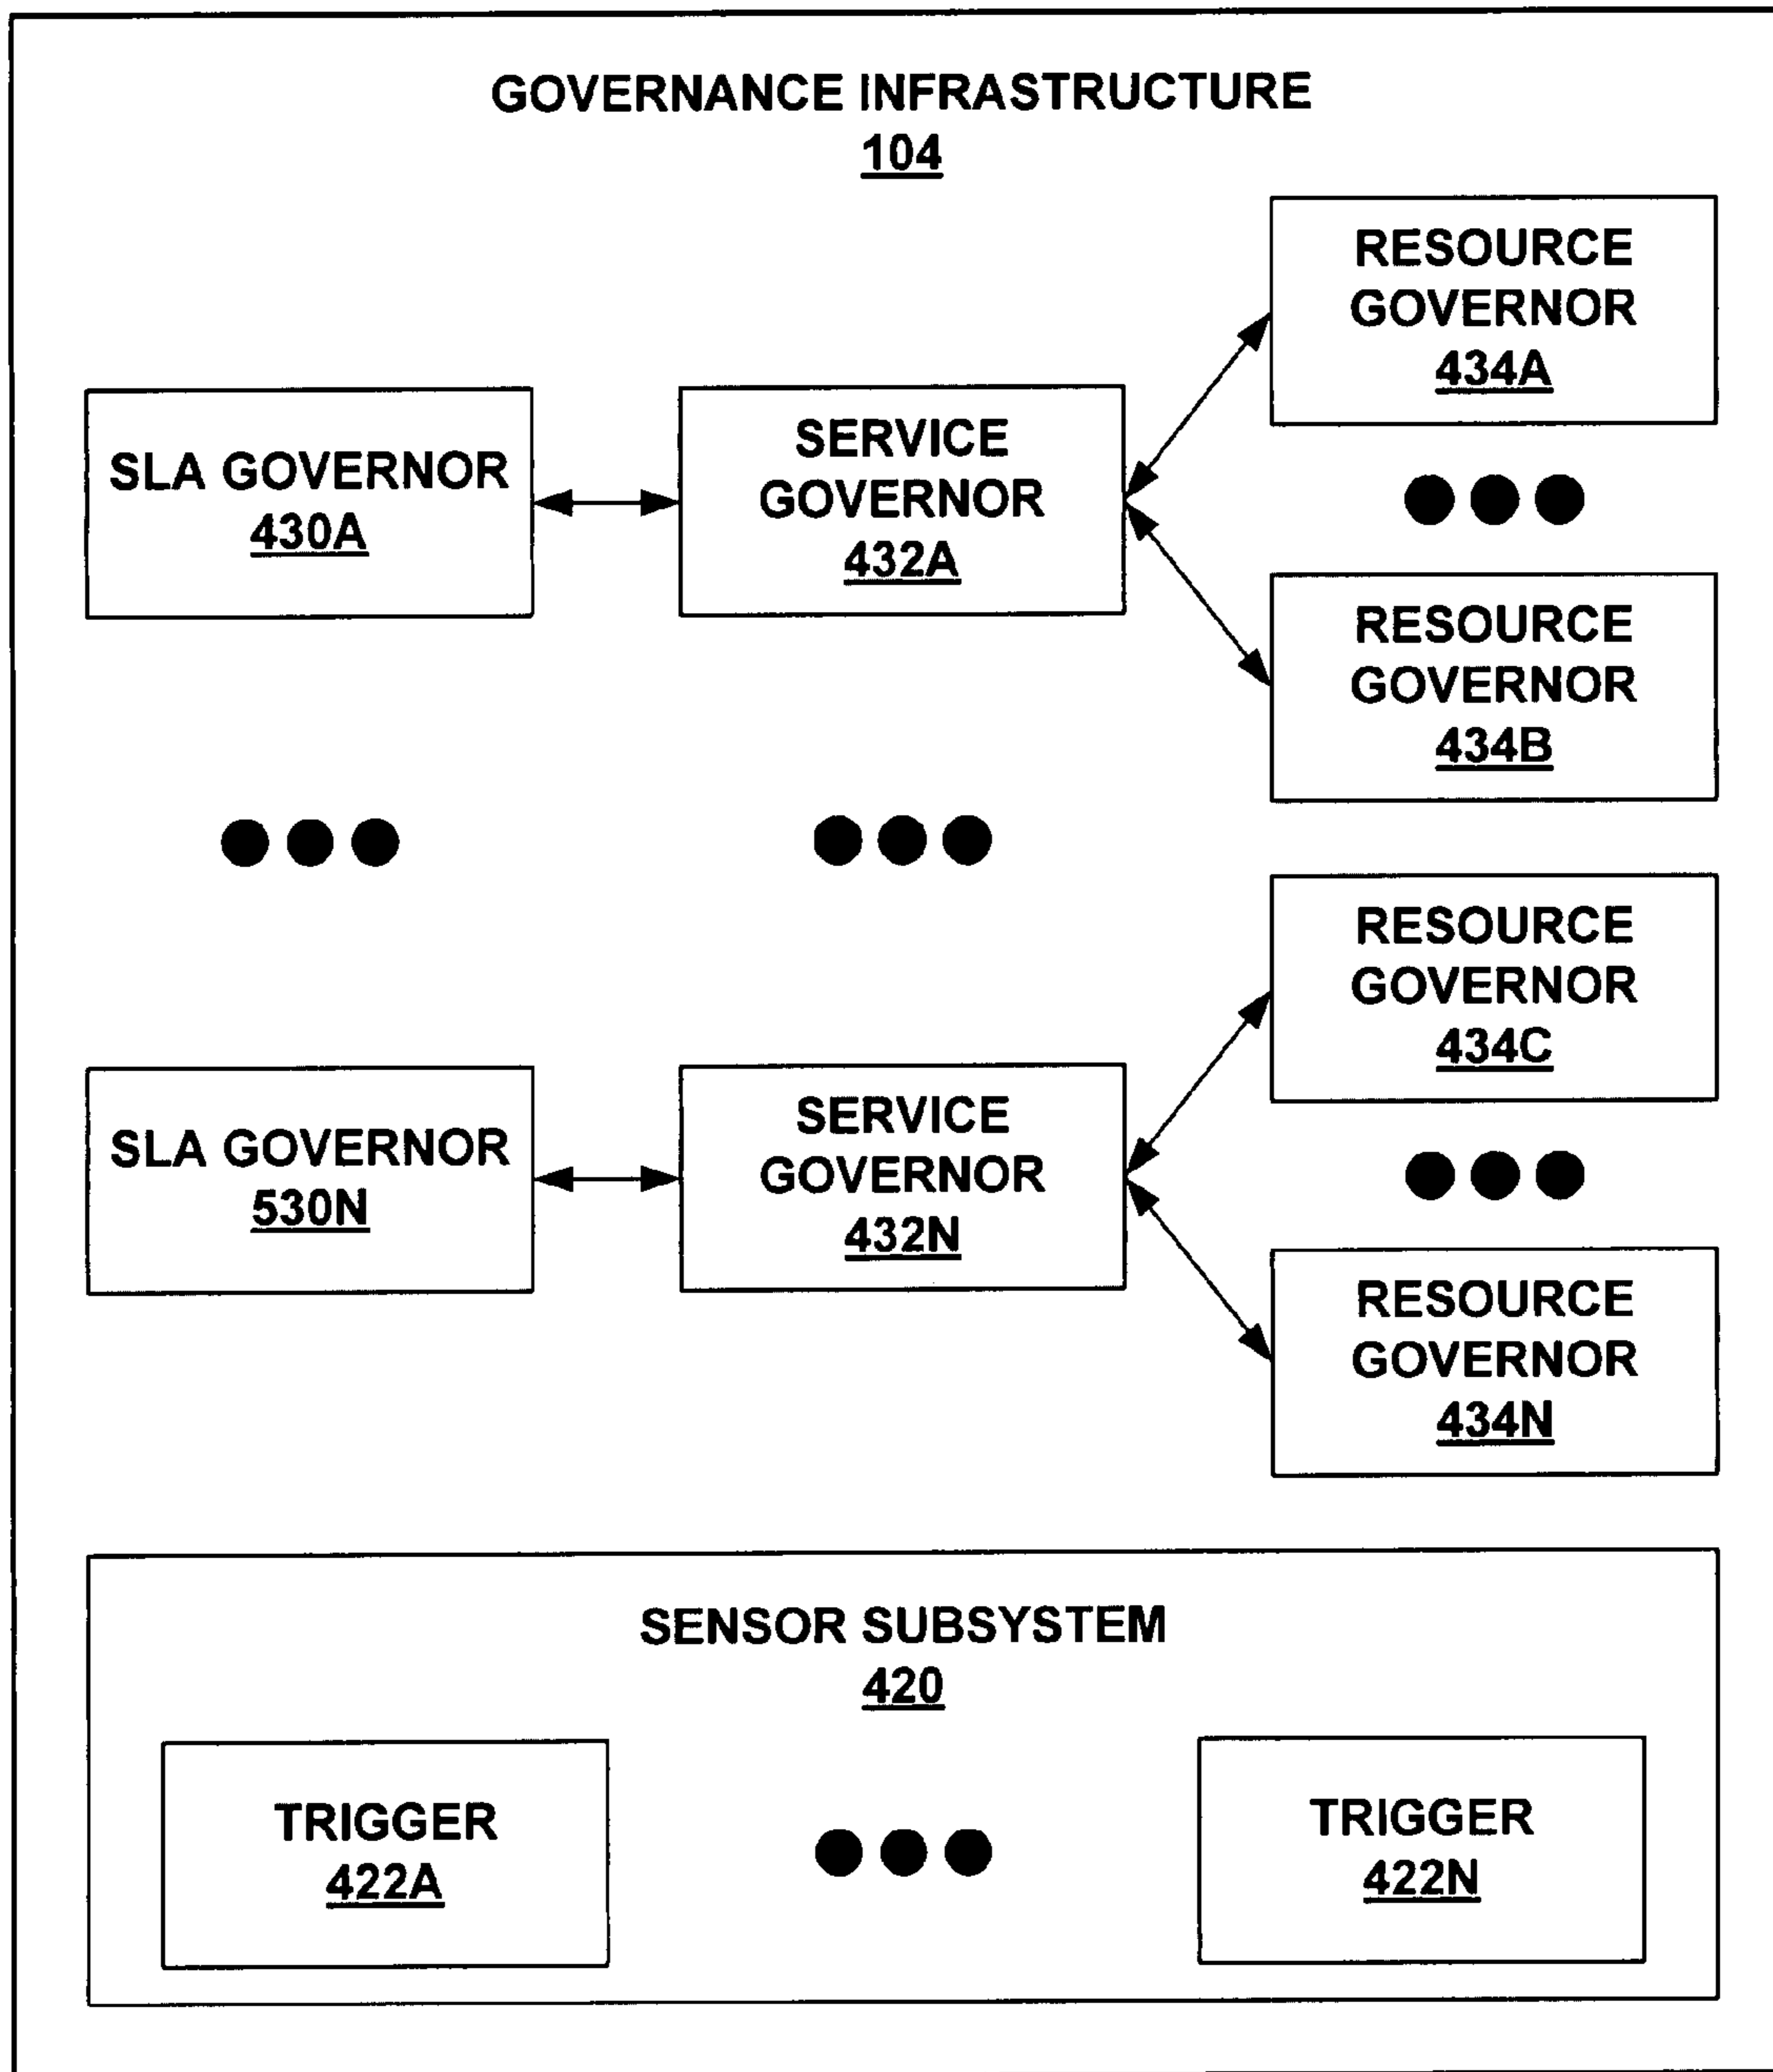 GOVERNANCE INFRASTRUCTURE
104
RESOURCE
GOVERNOR
434A
SLA GOVERNOR
430A
SERVICE
GOVERNOR
432A
RESOURCE
GOVERNOR
434B
RESOURCE
GOVERNOR
434C
SLA GOVERNOR
530N
SERVICE
GOVERNOR
432N
RESOURCE
GOVERNOR
434N
SENSOR SUBSYSTEM
420
TRIGGER
422A
TRIGGER
422N